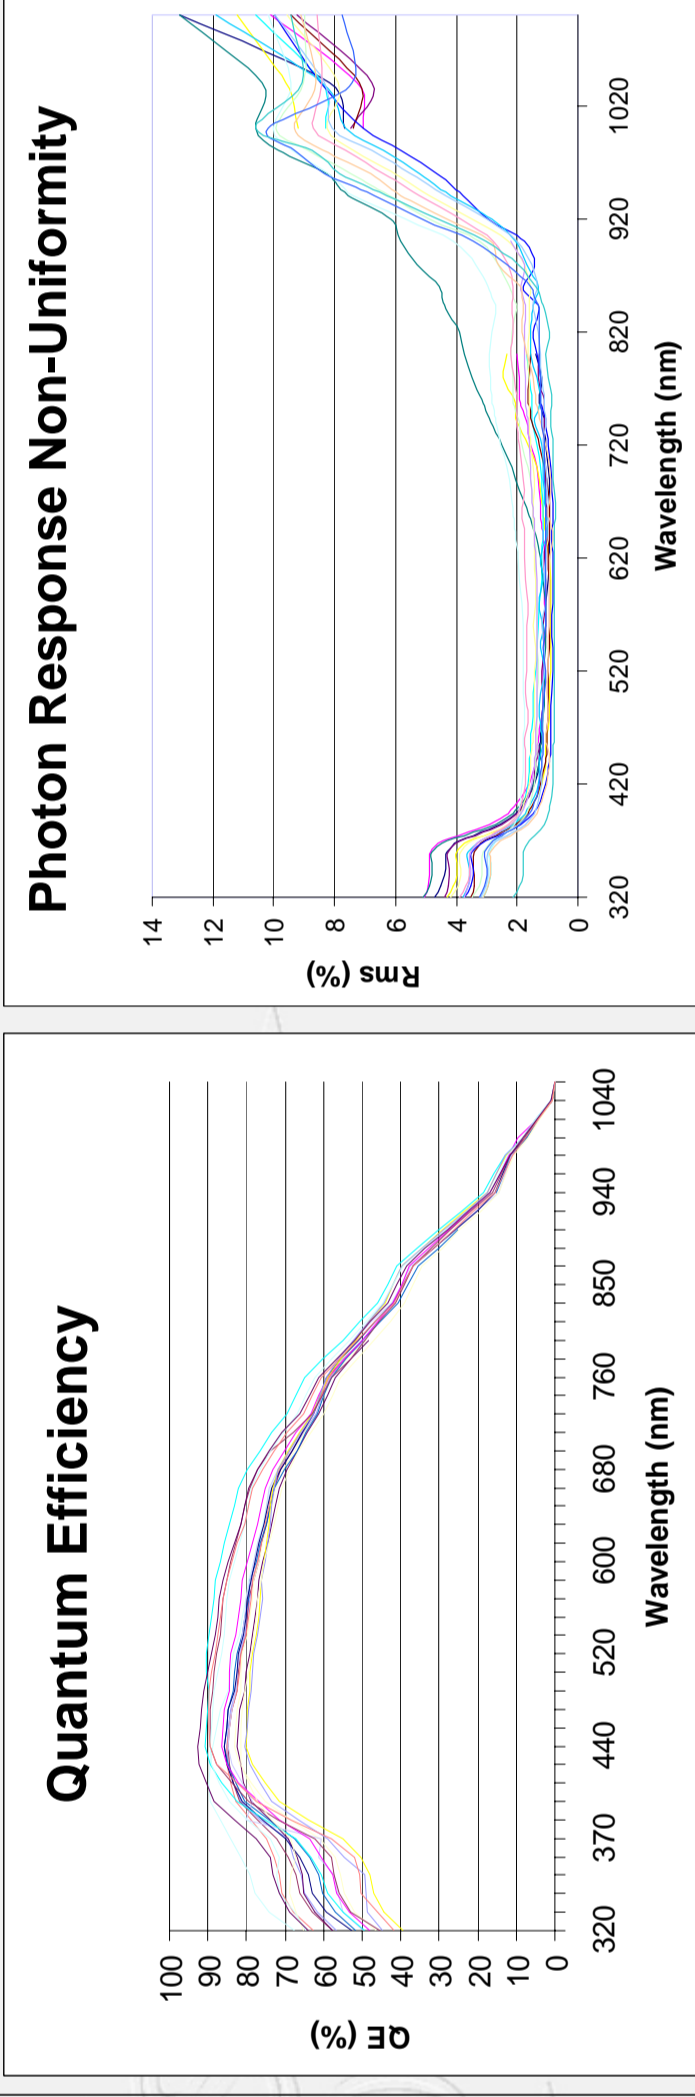 Quantum Efficiency
QE (%)
100
90
80
70
60
50
40
30
20
10
0
320 370 440 520 600 680 760 850 940 1040
Wavelength (nm)
Photon Response Non-Uniformity
Rms (%)
14
12
10
8
6
4
2
0
320 420 520 620 720 820 920 1020
Wavelength (nm)